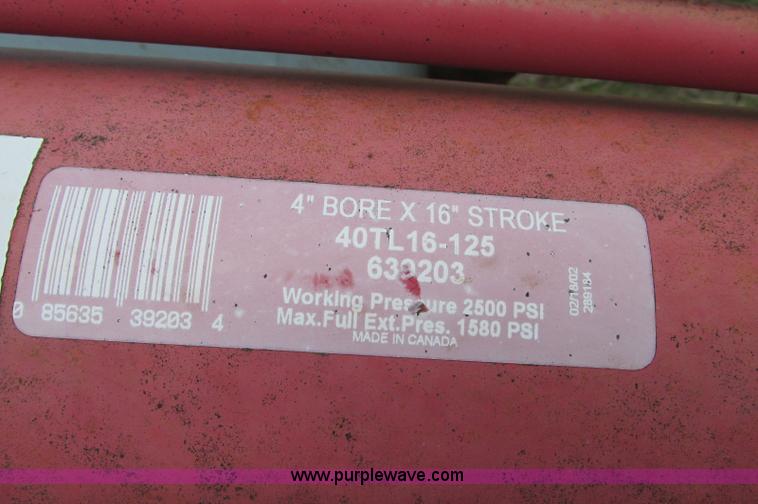 4" BORE X 16" STROKE
40TL16-125
639203
Working Pressure 2500 PSI
Max.Full Ext.Pres. 1580 PSI
MADE IN CANADA
02/18/02
289184
0 85635 39203 4
www.purplewave.com